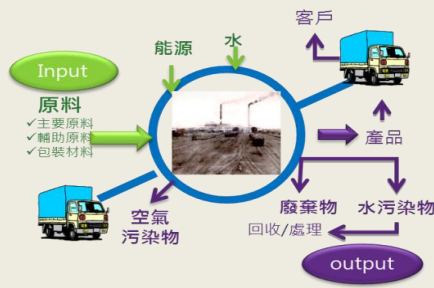 客戶
能源
水
Input
原料
✓主要原料
✓輔助原料
✓包裝材料
產品
空氣
污染物
廢棄物
水污染物
回收/處理
output